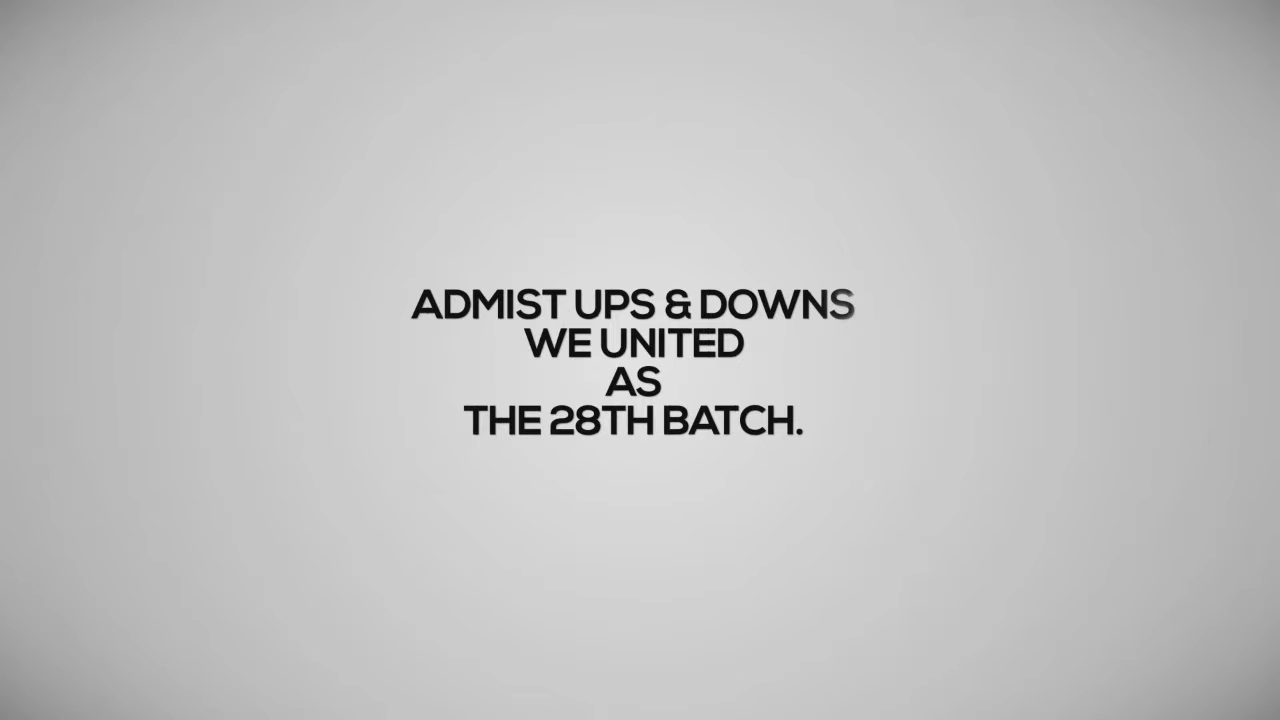 ADMIST UPS & DOWNS
WE UNITED
AS
THE 28TH BATCH.